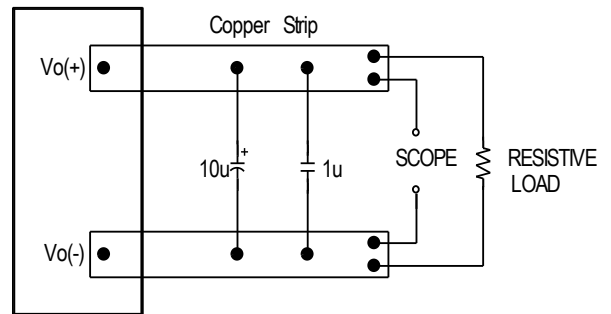 Copper Strip
Vo(+)
10u
+
1u
SCOPE
RESISTIVE
LOAD
Vo(-)